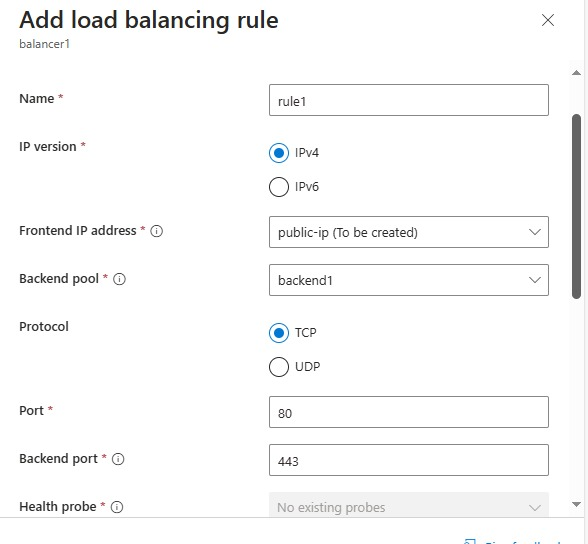 Add load balancing rule
balancer1
Name *
rule1
IP version *
IPv4
IPv6
Frontend IP address *
public-ip (To be created)
Backend pool *
backend1
Protocol
TCP
UDP
Port *
80
Backend port *
443
Health probe *
No existing probes